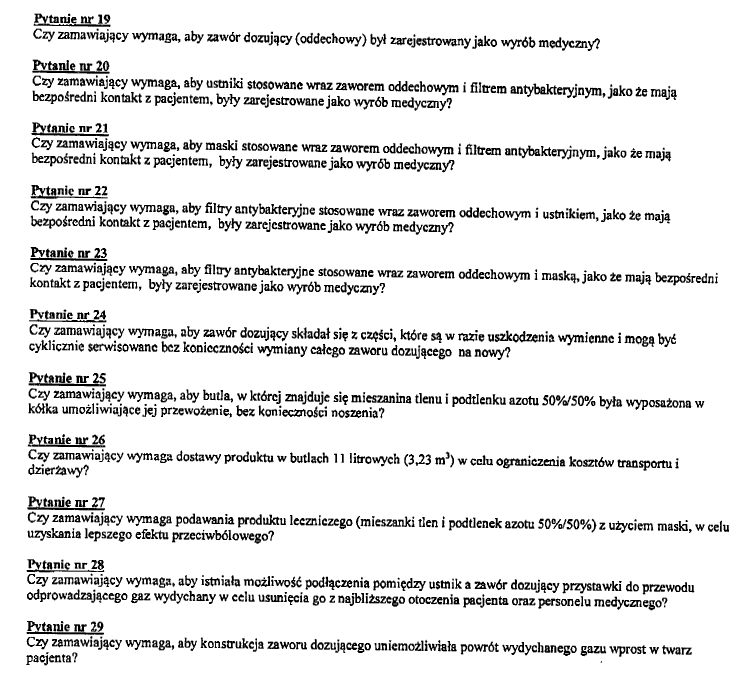 Pytanie nr 19
Czy zamawiający wymaga, aby zawór dozujący (oddechowy) był zarejestrowany jako wyrób medyczny?
Pytanie nr 20
Czy zamawiający wymaga, aby ustniki stosowane wraz zaworem oddechowym i filtrem antybakteryjnym, jako że mają
bezpośredni kontakt z pacjentem, były zarejestrowane jako wyrób medyczny?
Pytanie nr 21
Czy zamawiający wymaga, aby maski stosowane wraz zaworem oddechowym i filtrem antybakteryjnym, jako że mają
bezpośredni kontakt z pacjentem, były zarejestrowane jako wyrób medyczny?
Pytanie nr 22
Czy zamawiający wymaga, aby filtry antybakteryjne stosowane wraz zaworem oddechowym i ustnikiem, jako że mają
bezpośredni kontakt z pacjentem, były zarejestrowane jako wyrób medyczny?
Pytanie nr 23
Czy zamawiający wymaga, aby filtry antybakteryjne stosowane wraz zaworem oddechowym i maską, jako że mają bezpośredni
kontakt z pacjentem, były zarejestrowane jako wyrób medyczny?
Pytanie nr 24
Czy zamawiający wymaga, aby zawór dozujący składał się z części, które są w razie uszkodzenia wymienne i mogą być
cyklicznie serwisowane bez konieczności wymiany całego zaworu dozującego na nowy?
Pytanie nr 25
Czy zamawiający wymaga, aby butla, w której znajduje się mieszanina tlenu i podtlenku azotu 50%/50% była wyposażona w
kółka umożliwiające jej przewożenie, bez konieczności noszenia?
Pytanie nr 26
Czy zamawiający wymaga dostawy produktu w butlach 11 litrowych (3,23 m³) w celu ograniczenia kosztów transportu i
dzierżawy?
Pytanie nr 27
Czy zamawiający wymaga podawania produktu leczniczego (mieszanki tlen i podtlenek azotu 50%/50%) z użyciem maski, w celu
uzyskania lepszego efektu przeciwbólowego?
Pytanie nr 28
Czy zamawiający wymaga, aby istniała możliwość podłączenia pomiędzy ustnik a zawór dozujący przystawki do przewodu
odprowadzającego gaz wydychany w celu usunięcia go z najbliższego otoczenia pacjenta oraz personelu medycznego?
Pytanie nr 29
Czy zamawiający wymaga, aby konstrukcja zaworu dozującego uniemożliwiała powrót wydychanego gazu wprost w twarz
pacjenta?